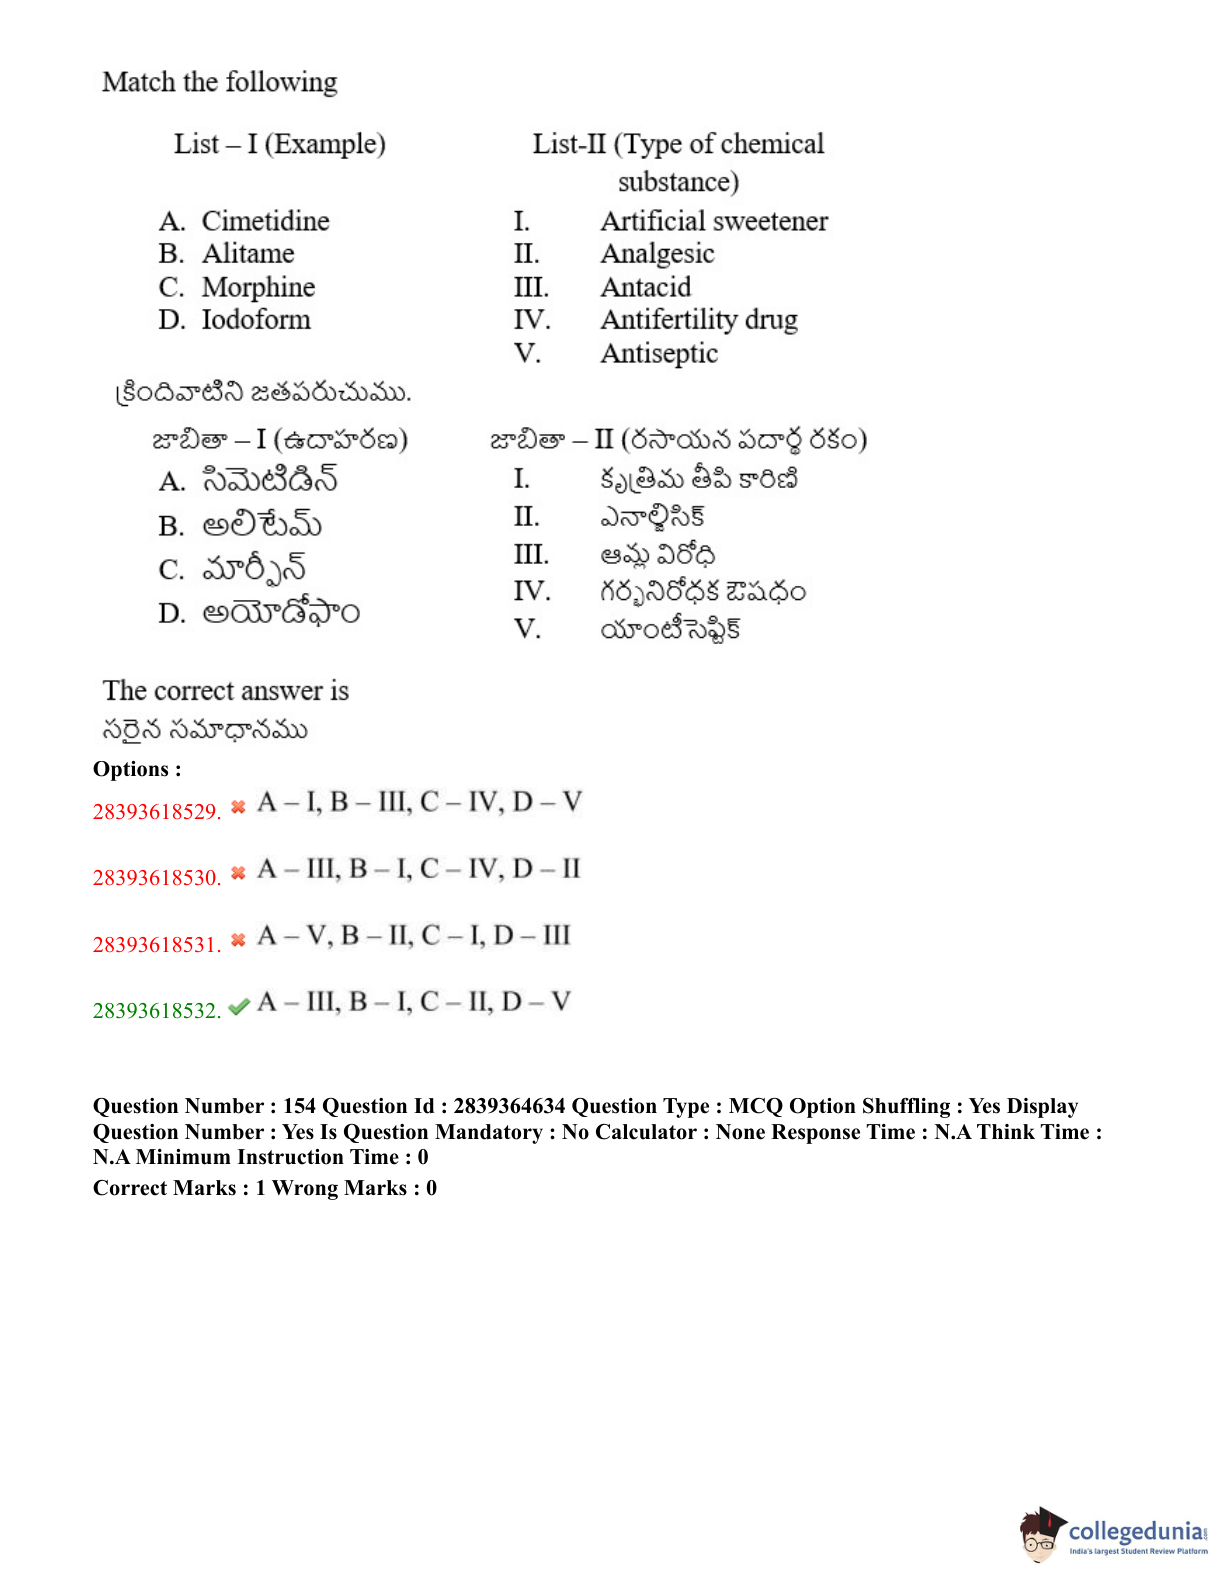 Match the following
List – I (Example) List-II (Type of chemical
substance)
A. Cimetidine I. Artificial sweetener
B. Alitame II. Analgesic
C. Morphine III. Antacid
D. Iodoform IV. Antifertility drug
V. Antiseptic
క్రిందివాటిని జతపరుచుము.
జాబితా – I (ఉదాహరణ) జాబితా – II (రసాయన పదార్థ రకం)
A. సిమెటిడిన్ I. కృత్రిమ తీపి కారిణి
B. అలిటేమ్ II. ఎనాల్జిసిక్
C. మార్ఫీన్ III. ఆమ్ల విరోధి
D. అయోడోఫాం IV. గర్భనిరోధక ఔషధం
V. యాంటీసెప్టిక్
The correct answer is
సరైన సమాధానము
Options :
28393618529. A – I, B – III, C – IV, D – V
28393618530. A – III, B – I, C – IV, D – II
28393618531. A – V, B – II, C – I, D – III
28393618532. A – III, B – I, C – II, D – V
Question Number : 154 Question Id : 2839364634 Question Type : MCQ Option Shuffling : Yes Display
Question Number : Yes Is Question Mandatory : No Calculator : None Response Time : N.A Think Time :
N.A Minimum Instruction Time : 0
Correct Marks : 1 Wrong Marks : 0
collegedunia.com
India's largest Student Review Platform